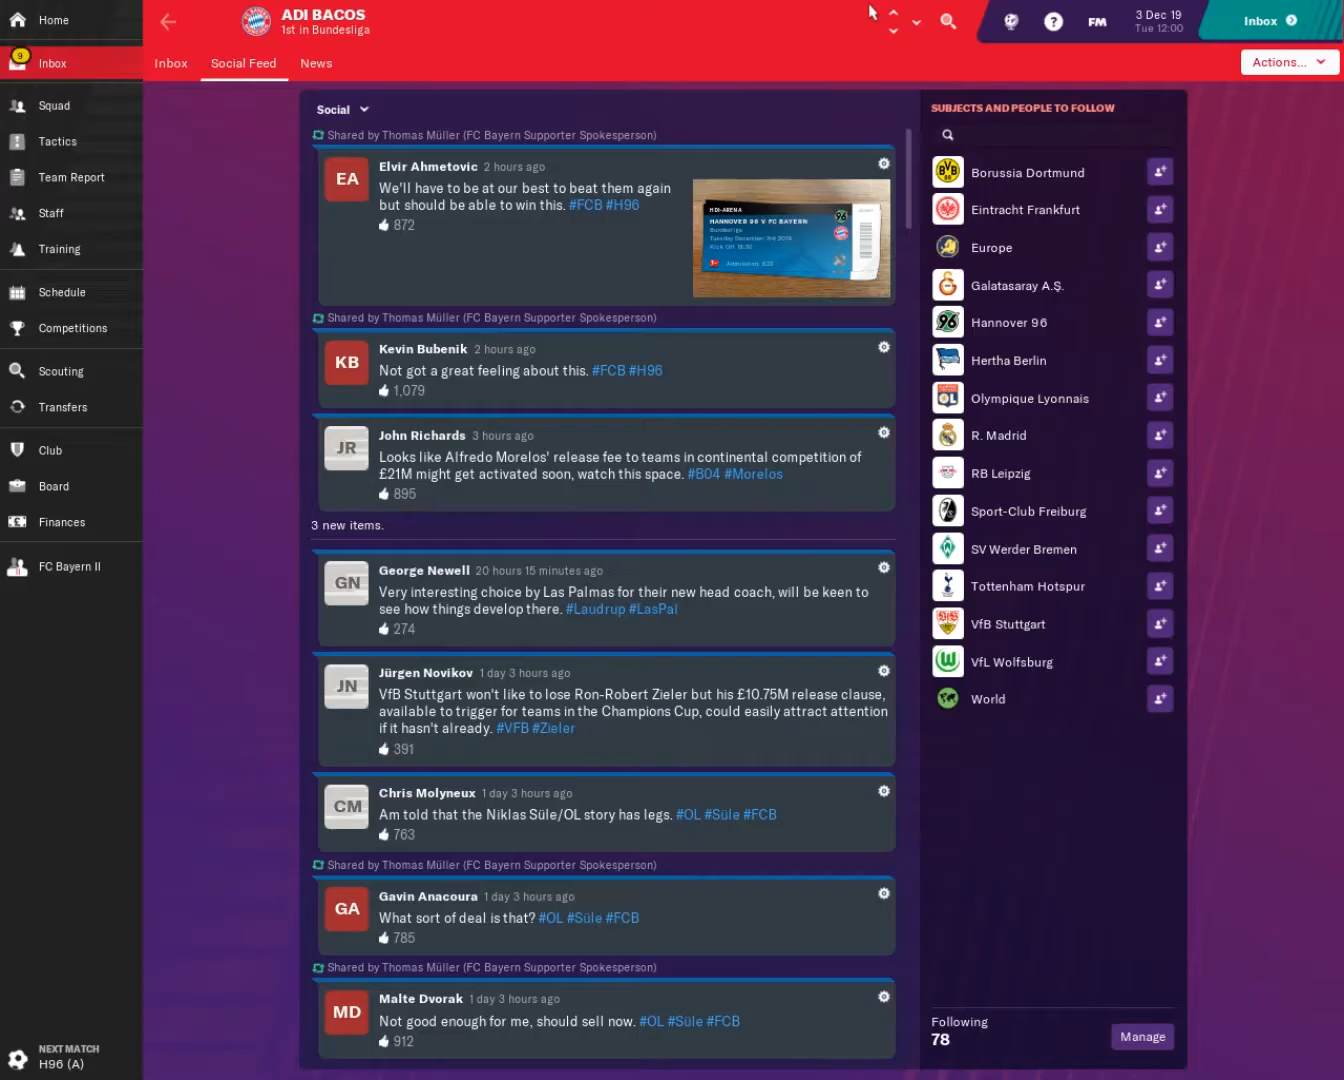 Home
9
Inbox
Squad
Tactics
Team Report
Staff
Training
Schedule
Competitions
Scouting
Transfers
Club
Board
Finances
FC Bayern II
NEXT MATCH
H96 (A)
ADI BACOS
1st in Bundesliga
FM
3 Dec 19
Tue 12:00
Inbox
Inbox
Social Feed
News
Actions...
Social
Shared by Thomas Müller (FC Bayern Supporter Spokesperson)
EA
Elvir Ahmetovic 2 hours ago
We'll have to be at our best to beat them again
but should be able to win this. #FCB #H96
872
HDI-ARENA
HANNOVER 96 V FC BAYERN
Bundesliga
Tuesday December 3rd 2019
Kick Off 18:30
Shared by Thomas Müller (FC Bayern Supporter Spokesperson)
KB
Kevin Bubenik 2 hours ago
Not got a great feeling about this. #FCB #H96
1,079
JR
John Richards 3 hours ago
Looks like Alfredo Morelos' release fee to teams in continental competition of
£21M might get activated soon, watch this space. #B04 #Morelos
895
3 new items.
GN
George Newell 20 hours 15 minutes ago
Very interesting choice by Las Palmas for their new head coach, will be keen to
see how things develop there. #Laudrup #LasPal
274
JN
Jürgen Novikov 1 day 3 hours ago
VfB Stuttgart won't like to lose Ron-Robert Zieler but his £10.75M release clause,
available to trigger for teams in the Champions Cup, could easily attract attention
if it hasn't already. #VFB #Zieler
391
CM
Chris Molyneux 1 day 3 hours ago
Am told that the Niklas Süle/OL story has legs. #OL #Süle #FCB
763
Shared by Thomas Müller (FC Bayern Supporter Spokesperson)
GA
Gavin Anacoura 1 day 3 hours ago
What sort of deal is that? #OL #Süle #FCB
785
Shared by Thomas Müller (FC Bayern Supporter Spokesperson)
MD
Malte Dvorak 1 day 3 hours ago
Not good enough for me, should sell now. #OL #Süle #FCB
912
SUBJECTS AND PEOPLE TO FOLLOW
Borussia Dortmund
Eintracht Frankfurt
Europe
Galatasaray A.Ş.
Hannover 96
Hertha Berlin
Olympique Lyonnais
R. Madrid
RB Leipzig
Sport-Club Freiburg
SV Werder Bremen
Tottenham Hotspur
VfB Stuttgart
VfL Wolfsburg
World
Following
78
Manage